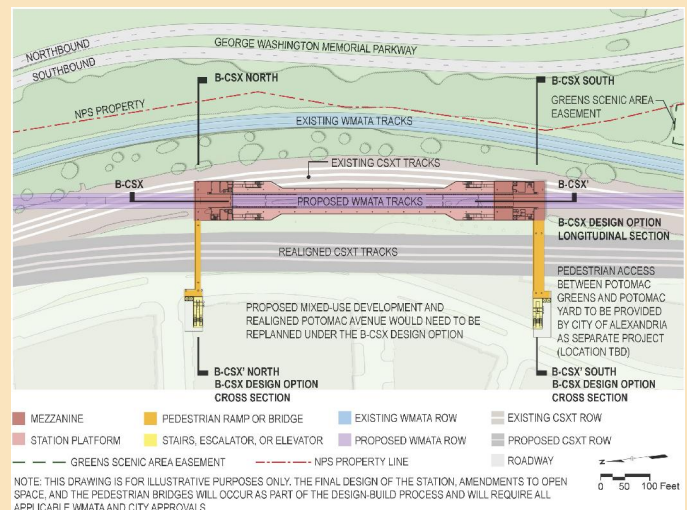 GEORGE WASHINGTON MEMORIAL PARKWAY
NORTHBOUND
SOUTHBOUND
B-CSX NORTH
B-CSX SOUTH
NPS PROPERTY
GREENS SCENIC AREA
EASEMENT
EXISTING WMATA TRACKS
EXISTING CSXT TRACKS
B-CSX
B-CSX'
PROPOSED WMATA TRACKS
B-CSX DESIGN OPTION
LONGITUDINAL SECTION
REALIGNED CSXT TRACKS
PEDESTRIAN ACCESS
BETWEEN POTOMAC
GREENS AND POTOMAC
YARD TO BE PROVIDED
BY CITY OF ALEXANDRIA
AS SEPARATE PROJECT
(LOCATION TBD)
PROPOSED MIXED-USE DEVELOPMENT AND
REALIGNED POTOMAC AVENUE WOULD NEED TO BE
REPLANNED UNDER THE B-CSX DESIGN OPTION
B-CSX' NORTH
B-CSX DESIGN OPTION
CROSS SECTION
B-CSX' SOUTH
B-CSX DESIGN OPTION
CROSS SECTION
MEZZANINE
PEDESTRIAN RAMP OR BRIDGE
EXISTING WMATA ROW
EXISTING CSXT ROW
STATION PLATFORM
STAIRS, ESCALATOR, OR ELEVATOR
PROPOSED WMATA ROW
PROPOSED CSXT ROW
GREENS SCENIC AREA EASEMENT
NPS PROPERTY LINE
ROADWAY
N
0 50 100 Feet
NOTE: THIS DRAWING IS FOR ILLUSTRATIVE PURPOSES ONLY. THE FINAL DESIGN OF THE STATION, AMENDMENTS TO OPEN
SPACE, AND THE PEDESTRIAN BRIDGES WILL OCCUR AS PART OF THE DESIGN-BUILD PROCESS AND WILL REQUIRE ALL
APPLICABLE WMATA AND CITY APPROVALS